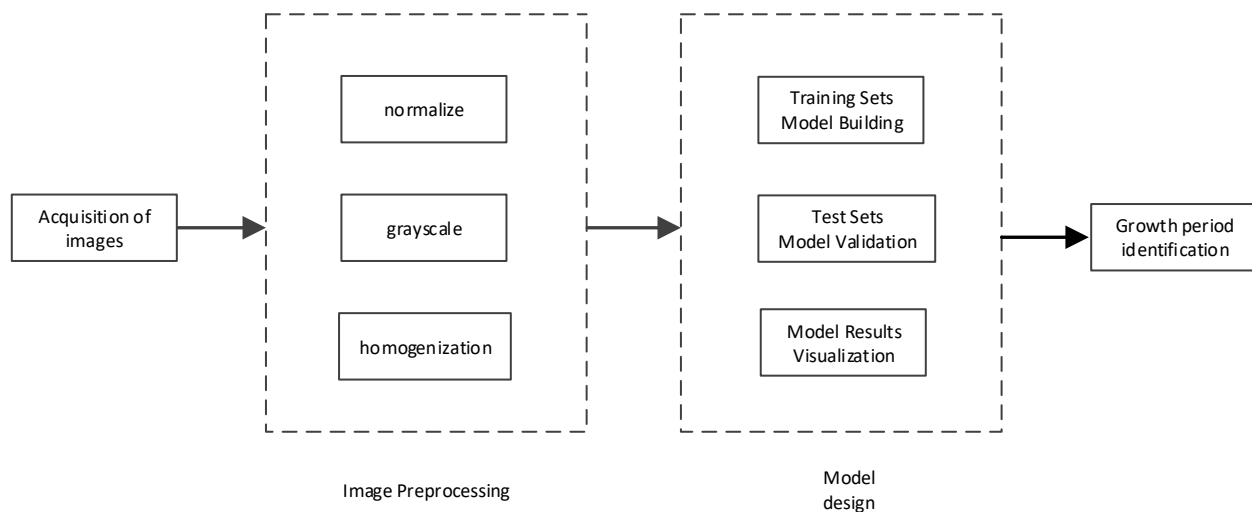 Acquisition of
images
normalize
grayscale
homogenization
Image Preprocessing
Training Sets
Model Building
Test Sets
Model Validation
Model Results
Visualization
Model
design
Growth period
identification